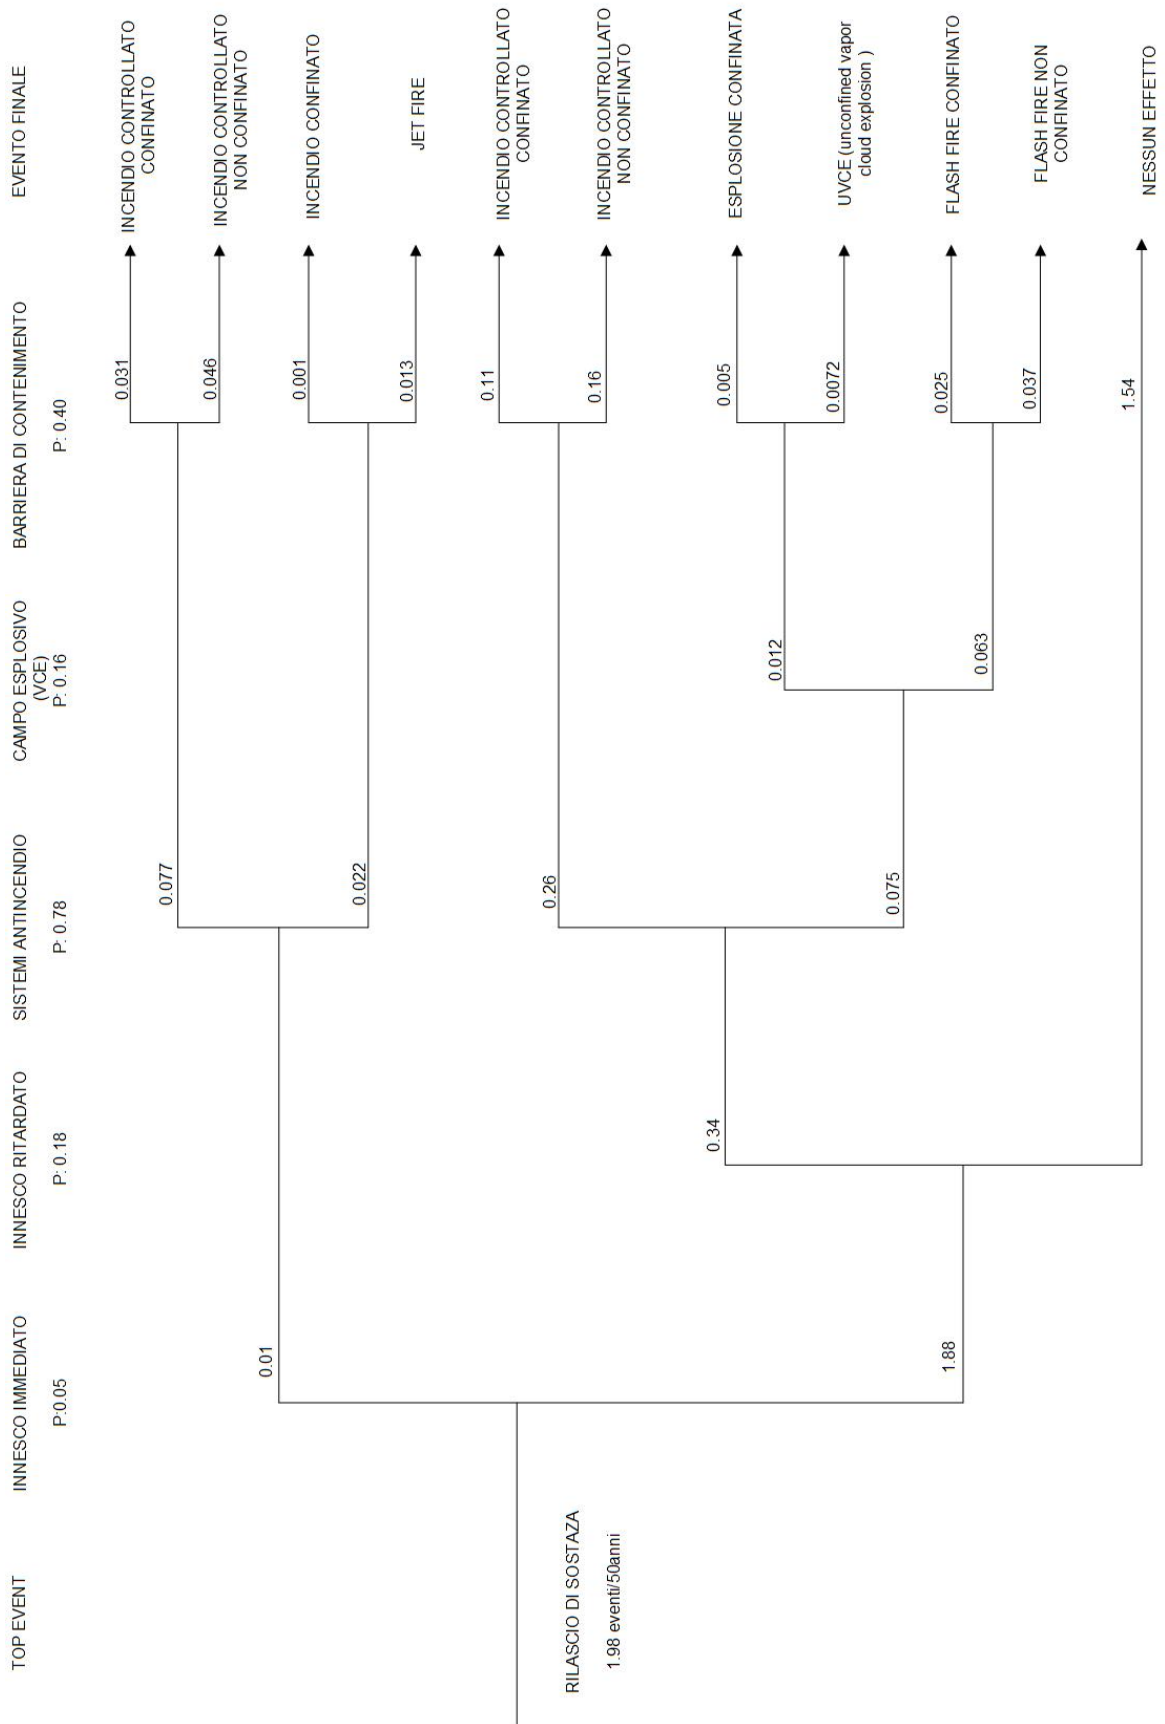 TOP EVENT
INNESCO IMMEDIATO
P:0.05
INNESCO RITARDATO
P: 0.18
SISTEMI ANTINCENDIO
P: 0.78
CAMPO ESPLOSIVO
(VCE)
P: 0.16
BARRIERA DI CONTENIMENTO
P: 0.40
EVENTO FINALE
RILASCIO DI SOSTAZA
1.98 eventi/50anni
0.01
1.88
0.34
0.077
0.022
0.26
0.075
0.012
0.063
0.031
INCENDIO CONTROLLATO
CONFINATO
0.046
INCENDIO CONTROLLATO
NON CONFINATO
0.001
INCENDIO CONFINATO
0.013
JET FIRE
0.11
INCENDIO CONTROLLATO
CONFINATO
0.16
INCENDIO CONTROLLATO
NON CONFINATO
0.005
ESPLOSIONE CONFINATA
0.0072
UVCE (unconfined vapor
cloud explosion )
0.025
FLASH FIRE CONFINATO
0.037
FLASH FIRE NON
CONFINATO
1.54
NESSUN EFFETTO